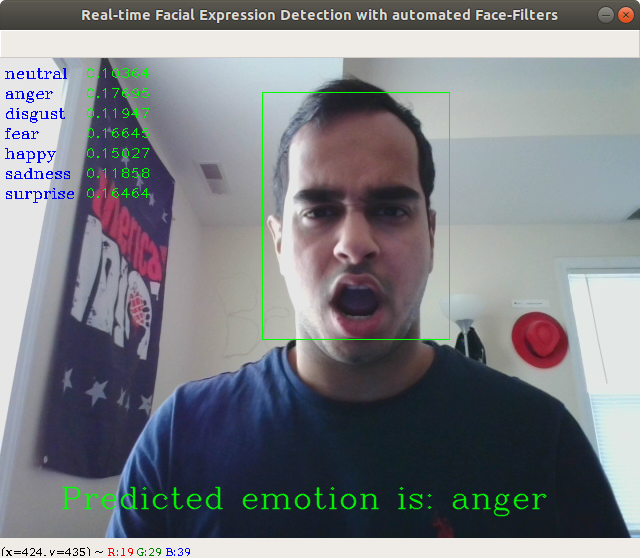 Real-time Facial Expression Detection with automated Face-Filters
neutral 0.10364
anger 0.17695
disgust 0.11947
fear 0.16645
happy 0.15027
sadness 0.11858
surprise 0.16464
American
IDIOT
Predicted emotion is: anger
(x=424, y=435) ~ R:19 G:29 B:39